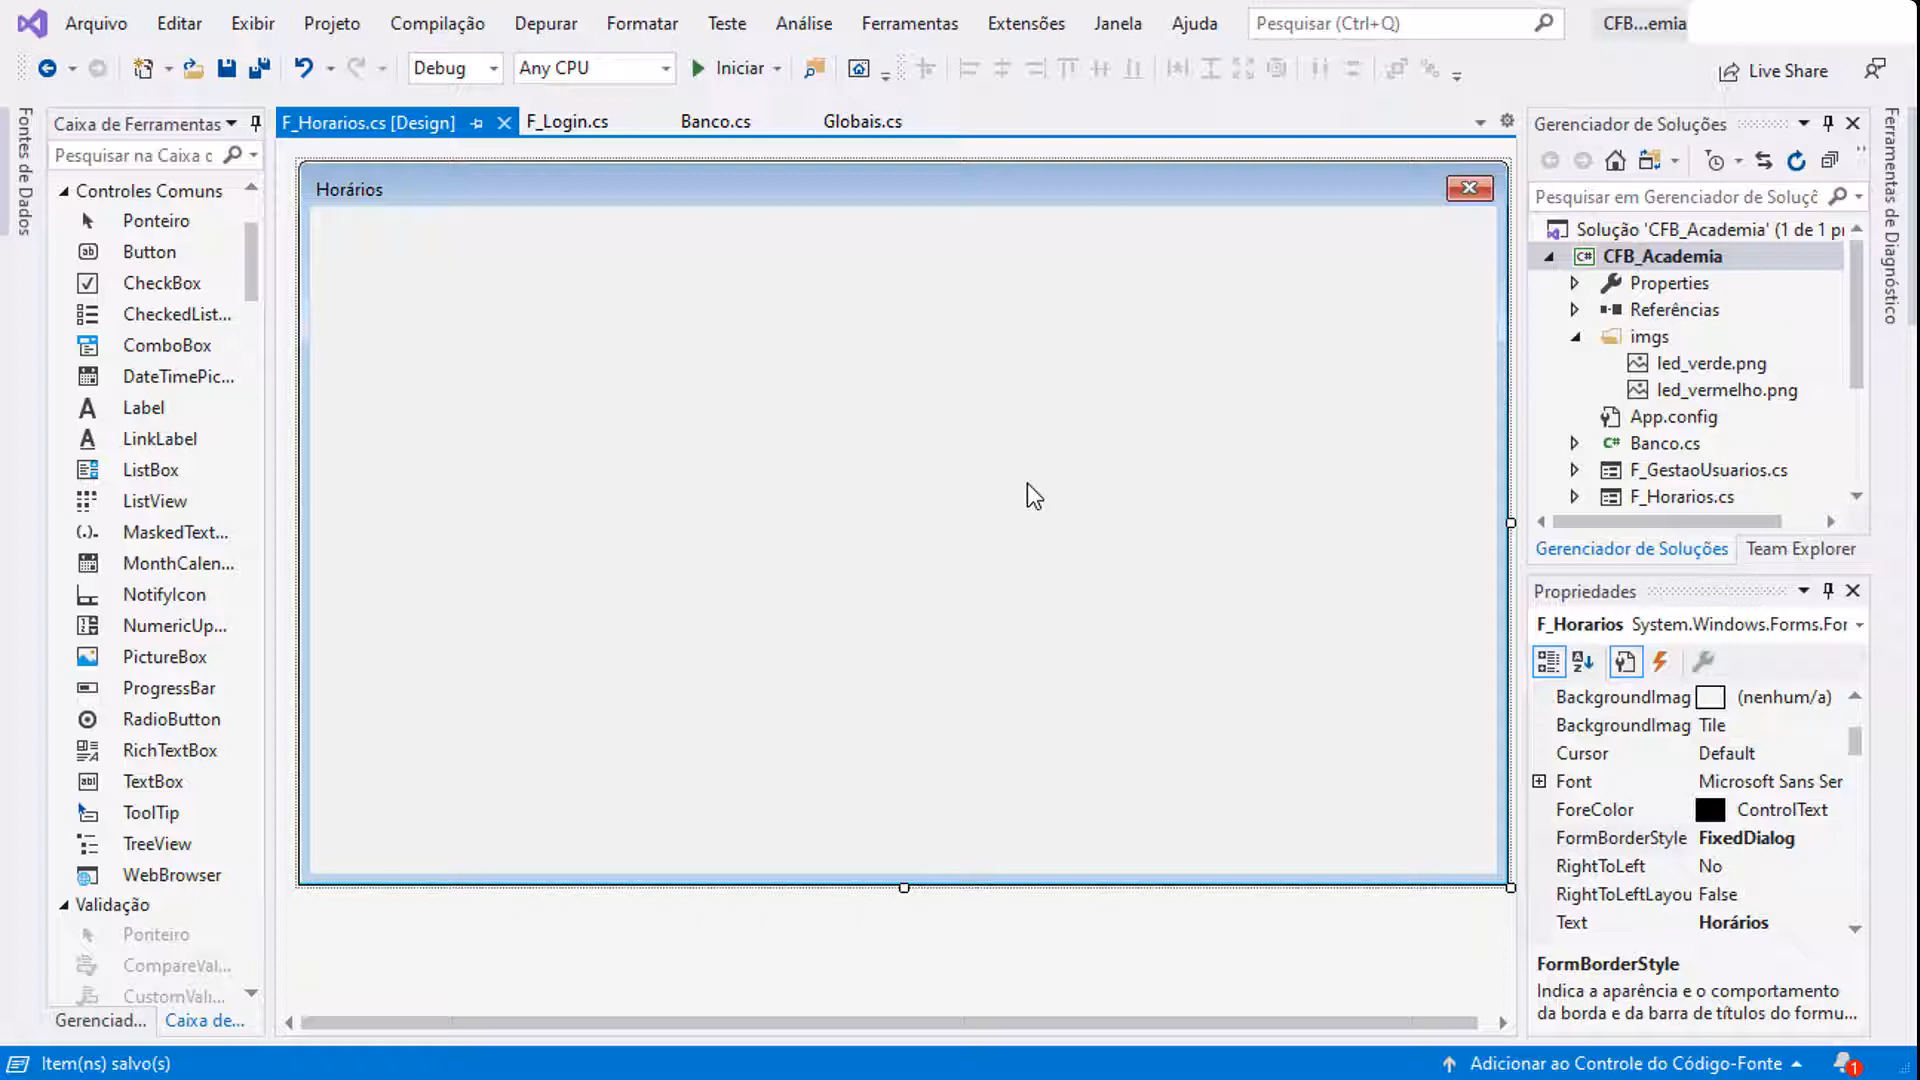 Arquivo Editar Exibir Projeto Compilação Depurar Formatar Teste Análise Ferramentas Extensões Janela Ajuda Pesquisar (Ctrl+Q) CFB...emia
Debug Any CPU Iniciar Live Share
Fontes de Dados
Caixa de Ferramentas
Pesquisar na Caixa c
Controles Comuns
Ponteiro
Button
CheckBox
CheckedList...
ComboBox
DateTimePic...
Label
LinkLabel
ListBox
ListView
MaskedText...
MonthCalen...
NotifyIcon
NumericUp...
PictureBox
ProgressBar
RadioButton
RichTextBox
TextBox
ToolTip
TreeView
WebBrowser
Validação
Ponteiro
CompareVal...
CustomVali...
Gerenciad... Caixa de...
F_Horarios.cs [Design] F_Login.cs Banco.cs Globais.cs
Horários
Gerenciador de Soluções
Pesquisar em Gerenciador de Soluçõ
Solução 'CFB_Academia' (1 de 1 pr
CFB_Academia
Properties
Referências
imgs
led_verde.png
led_vermelho.png
App.config
Banco.cs
F_GestaoUsuarios.cs
F_Horarios.cs
Gerenciador de Soluções Team Explorer
Propriedades
F_Horarios System.Windows.Forms.For
BackgroundImag (nenhum/a)
BackgroundImag Tile
Cursor Default
Font Microsoft Sans Ser
ForeColor ControlText
FormBorderStyle FixedDialog
RightToLeft No
RightToLeftLayou False
Text Horários
FormBorderStyle
Indica a aparência e o comportamento
da borda e da barra de títulos do formu...
Ferramentas de Diagnóstico
Item(ns) salvo(s) Adicionar ao Controle do Código-Fonte 1